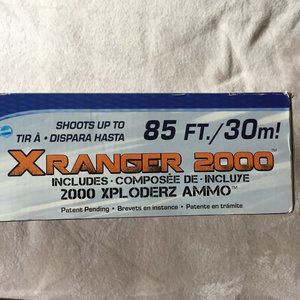 SHOOTS UP TO
TIR À • DISPARA HASTA
85 FT./30m!
XRANGER 2000™
INCLUDES • COMPOSÉE DE • INCLUYE
2000 XPLODERZ AMMO™
Patent Pending • Brevets en instance • Patente en trámite